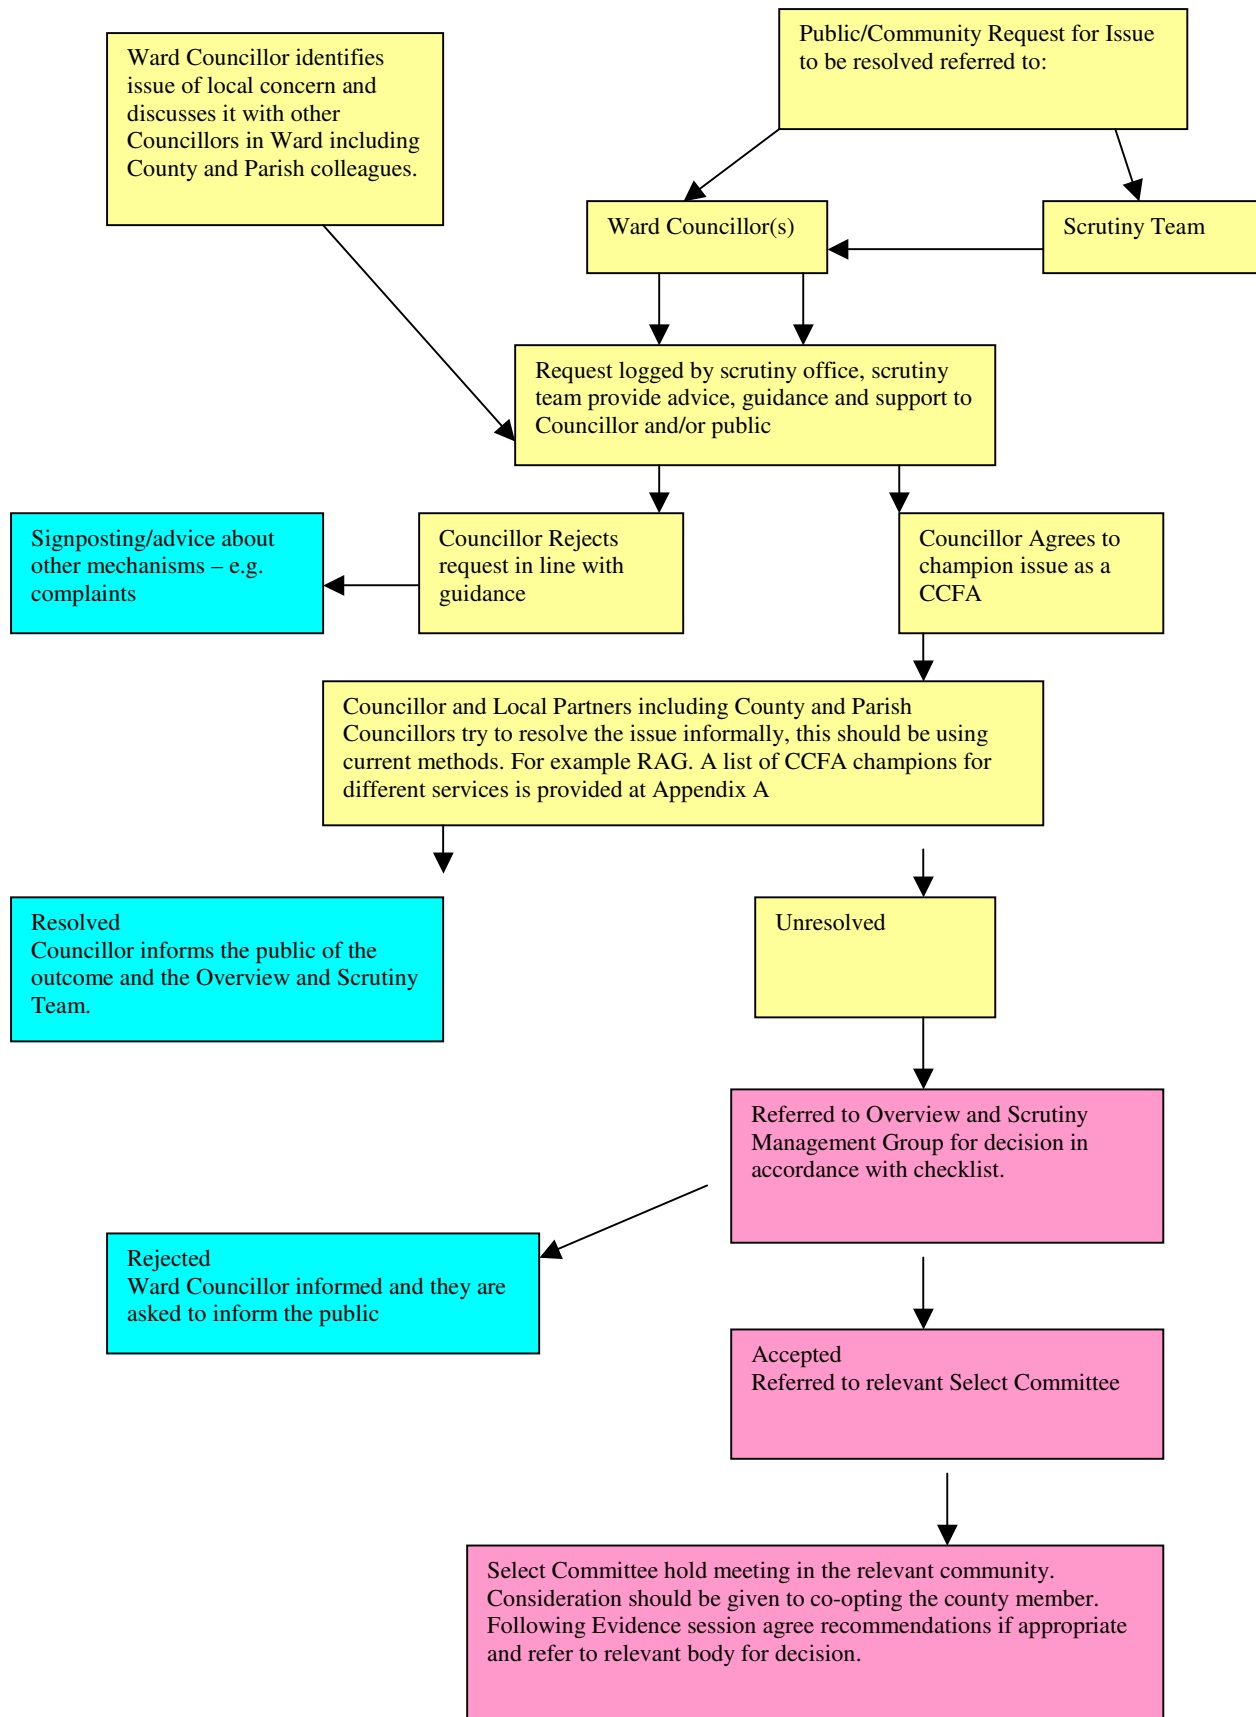 Ward Councillor identifies
issue of local concern and
discusses it with other
Councillors in Ward including
County and Parish colleagues.
Public/Community Request for Issue
to be resolved referred to:
Ward Councillor(s)
Scrutiny Team
Request logged by scrutiny office, scrutiny
team provide advice, guidance and support to
Councillor and/or public
Signposting/advice about
other mechanisms – e.g.
complaints
Councillor Rejects
request in line with
guidance
Councillor Agrees to
champion issue as a
CCFA
Councillor and Local Partners including County and Parish
Councillors try to resolve the issue informally, this should be using
current methods. For example RAG. A list of CCFA champions for
different services is provided at Appendix A
Resolved
Councillor informs the public of the
outcome and the Overview and Scrutiny
Team.
Unresolved
Referred to Overview and Scrutiny
Management Group for decision in
accordance with checklist.
Rejected
Ward Councillor informed and they are
asked to inform the public
Accepted
Referred to relevant Select Committee
Select Committee hold meeting in the relevant community.
Consideration should be given to co-opting the county member.
Following Evidence session agree recommendations if appropriate
and refer to relevant body for decision.